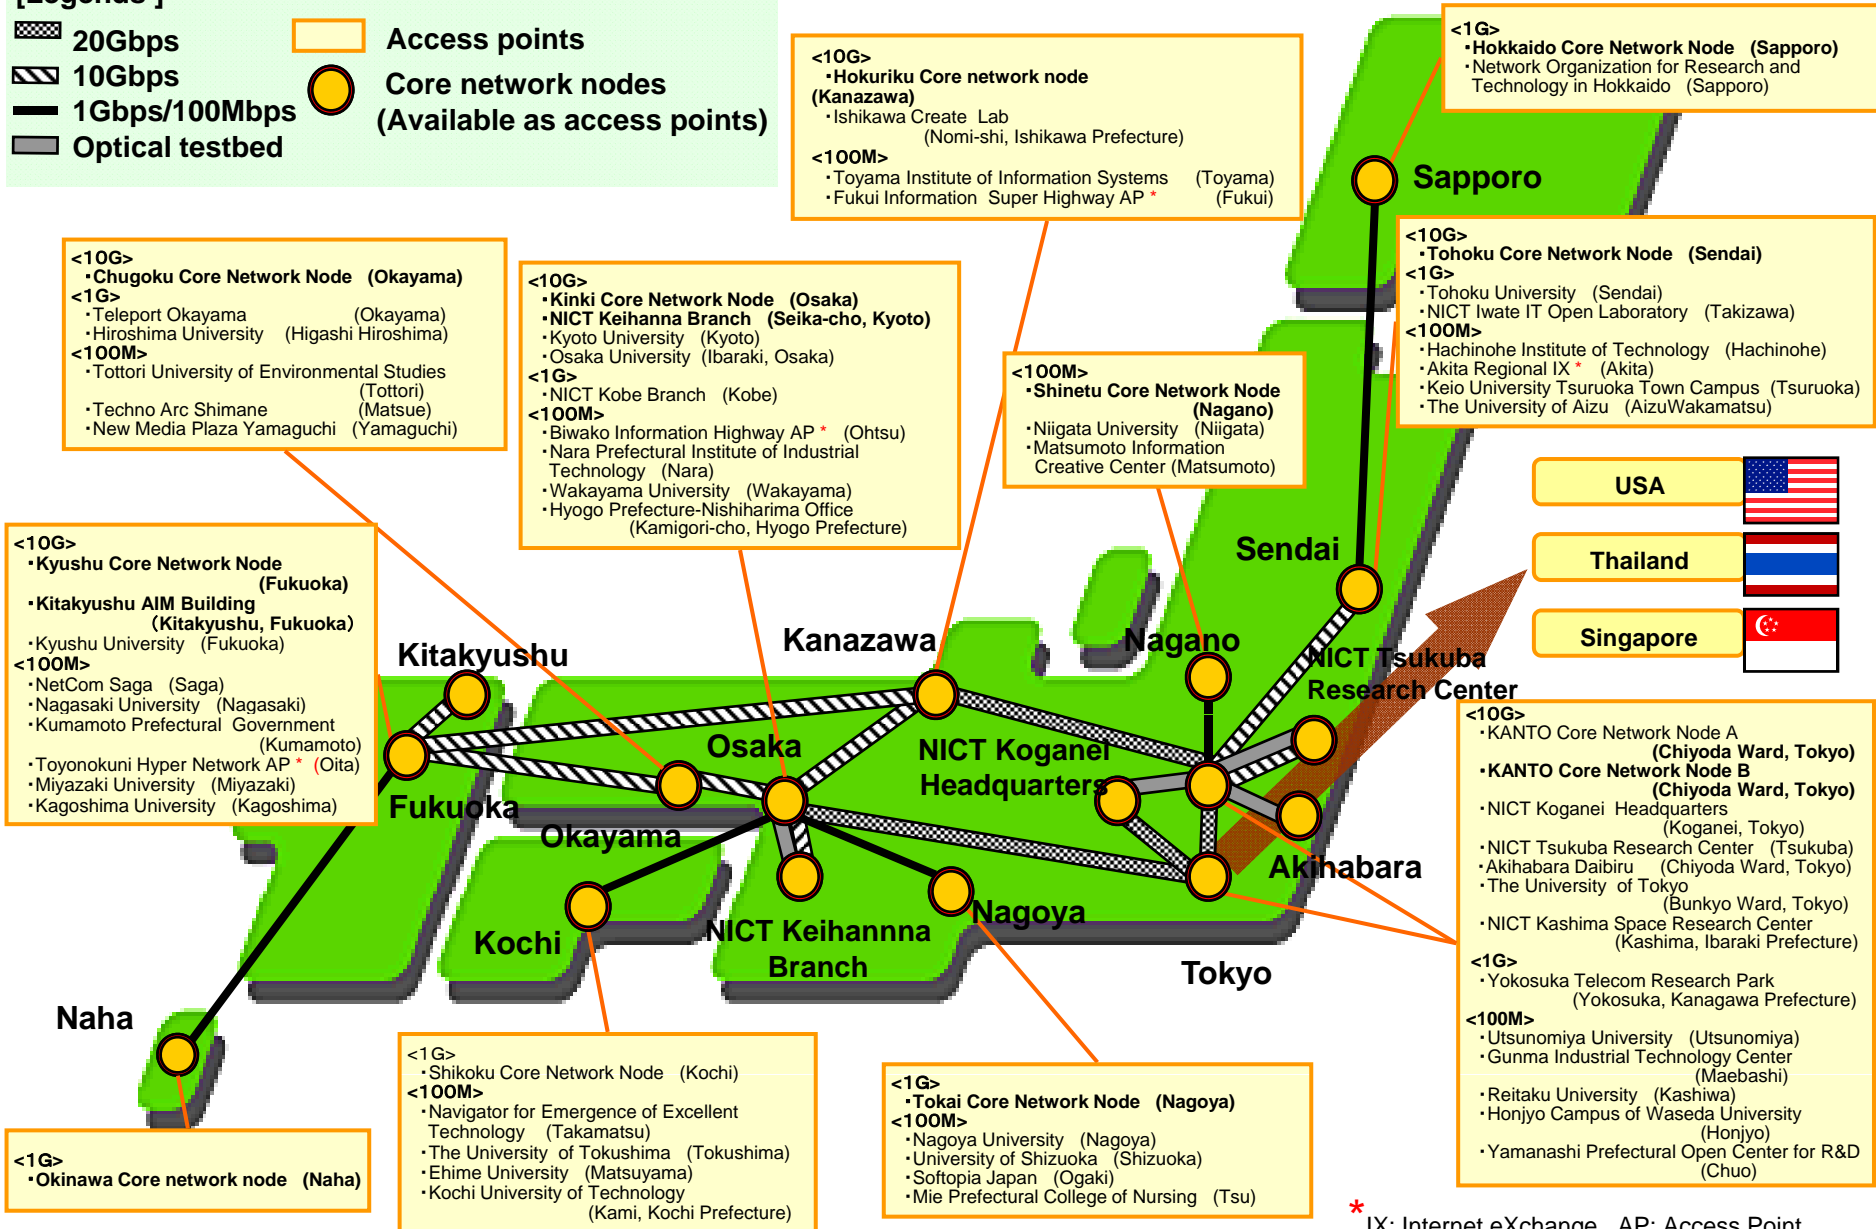 [Legends ]
20Gbps
10Gbps
1Gbps/100Mbps
Optical testbed
Access points
Core network nodes
(Available as access points)
<10G>
・Hokuriku Core network node
(Kanazawa)
・Ishikawa Create Lab
(Nomi-shi, Ishikawa Prefecture)
<100M>
・Toyama Institute of Information Systems (Toyama)
・Fukui Information Super Highway AP * (Fukui)
<1G>
・Hokkaido Core Network Node (Sapporo)
・Network Organization for Research and
Technology in Hokkaido (Sapporo)
Sapporo
<10G>
・Tohoku Core Network Node (Sendai)
<1G>
・Tohoku University (Sendai)
・NICT Iwate IT Open Laboratory (Takizawa)
<100M>
・Hachinohe Institute of Technology (Hachinohe)
・Akita Regional IX * (Akita)
・Keio University Tsuruoka Town Campus (Tsuruoka)
・The University of Aizu (AizuWakamatsu)
<10G>
・Chugoku Core Network Node (Okayama)
<1G>
・Teleport Okayama (Okayama)
・Hiroshima University (Higashi Hiroshima)
<100M>
・Tottori University of Environmental Studies
(Tottori)
・Techno Arc Shimane (Matsue)
・New Media Plaza Yamaguchi (Yamaguchi)
<10G>
・Kinki Core Network Node (Osaka)
・NICT Keihanna Branch (Seika-cho, Kyoto)
・Kyoto University (Kyoto)
・Osaka University (Ibaraki, Osaka)
<1G>
・NICT Kobe Branch (Kobe)
<100M>
・Biwako Information Highway AP * (Ohtsu)
・Nara Prefectural Institute of Industrial
Technology (Nara)
・Wakayama University (Wakayama)
・Hyogo Prefecture-Nishiharima Office
(Kamigori-cho, Hyogo Prefecture)
<100M>
・Shinetu Core Network Node
(Nagano)
・Niigata University (Niigata)
・Matsumoto Information
Creative Center (Matsumoto)
USA
Thailand
Singapore
Sendai
<10G>
・Kyushu Core Network Node
(Fukuoka)
・Kitakyushu AIM Building
(Kitakyushu, Fukuoka)
・Kyushu University (Fukuoka)
<100M>
・NetCom Saga (Saga)
・Nagasaki University (Nagasaki)
・Kumamoto Prefectural Government
(Kumamoto)
・Toyonokuni Hyper Network AP * (Oita)
・Miyazaki University (Miyazaki)
・Kagoshima University (Kagoshima)
Kitakyushu
Kanazawa
Nagano
NICT Tsukuba
Research Center
Osaka
NICT Koganei
Headquarters
Fukuoka
Okayama
Akihabara
Kochi
NICT Keihannna
Branch
Nagoya
Tokyo
Naha
<10G>
・KANTO Core Network Node A
(Chiyoda Ward, Tokyo)
・KANTO Core Network Node B
(Chiyoda Ward, Tokyo)
・NICT Koganei Headquarters
(Koganei, Tokyo)
・NICT Tsukuba Research Center (Tsukuba)
・Akihabara Daibiru (Chiyoda Ward, Tokyo)
・The University of Tokyo
(Bunkyo Ward, Tokyo)
・NICT Kashima Space Research Center
(Kashima, Ibaraki Prefecture)
<1G>
・Yokosuka Telecom Research Park
(Yokosuka, Kanagawa Prefecture)
<100M>
・Utsunomiya University (Utsunomiya)
・Gunma Industrial Technology Center
(Maebashi)
・Reitaku University (Kashiwa)
・Honjyo Campus of Waseda University
(Honjyo)
・Yamanashi Prefectural Open Center for R&D
(Chuo)
<1G>
・Okinawa Core network node (Naha)
<1G>
・Shikoku Core Network Node (Kochi)
<100M>
・Navigator for Emergence of Excellent
Technology (Takamatsu)
・The University of Tokushima (Tokushima)
・Ehime University (Matsuyama)
・Kochi University of Technology
(Kami, Kochi Prefecture)
<1G>
・Tokai Core Network Node (Nagoya)
<100M>
・Nagoya University (Nagoya)
・University of Shizuoka (Shizuoka)
・Softopia Japan (Ogaki)
・Mie Prefectural College of Nursing (Tsu)
* IX: Internet eXchange AP: Access Point